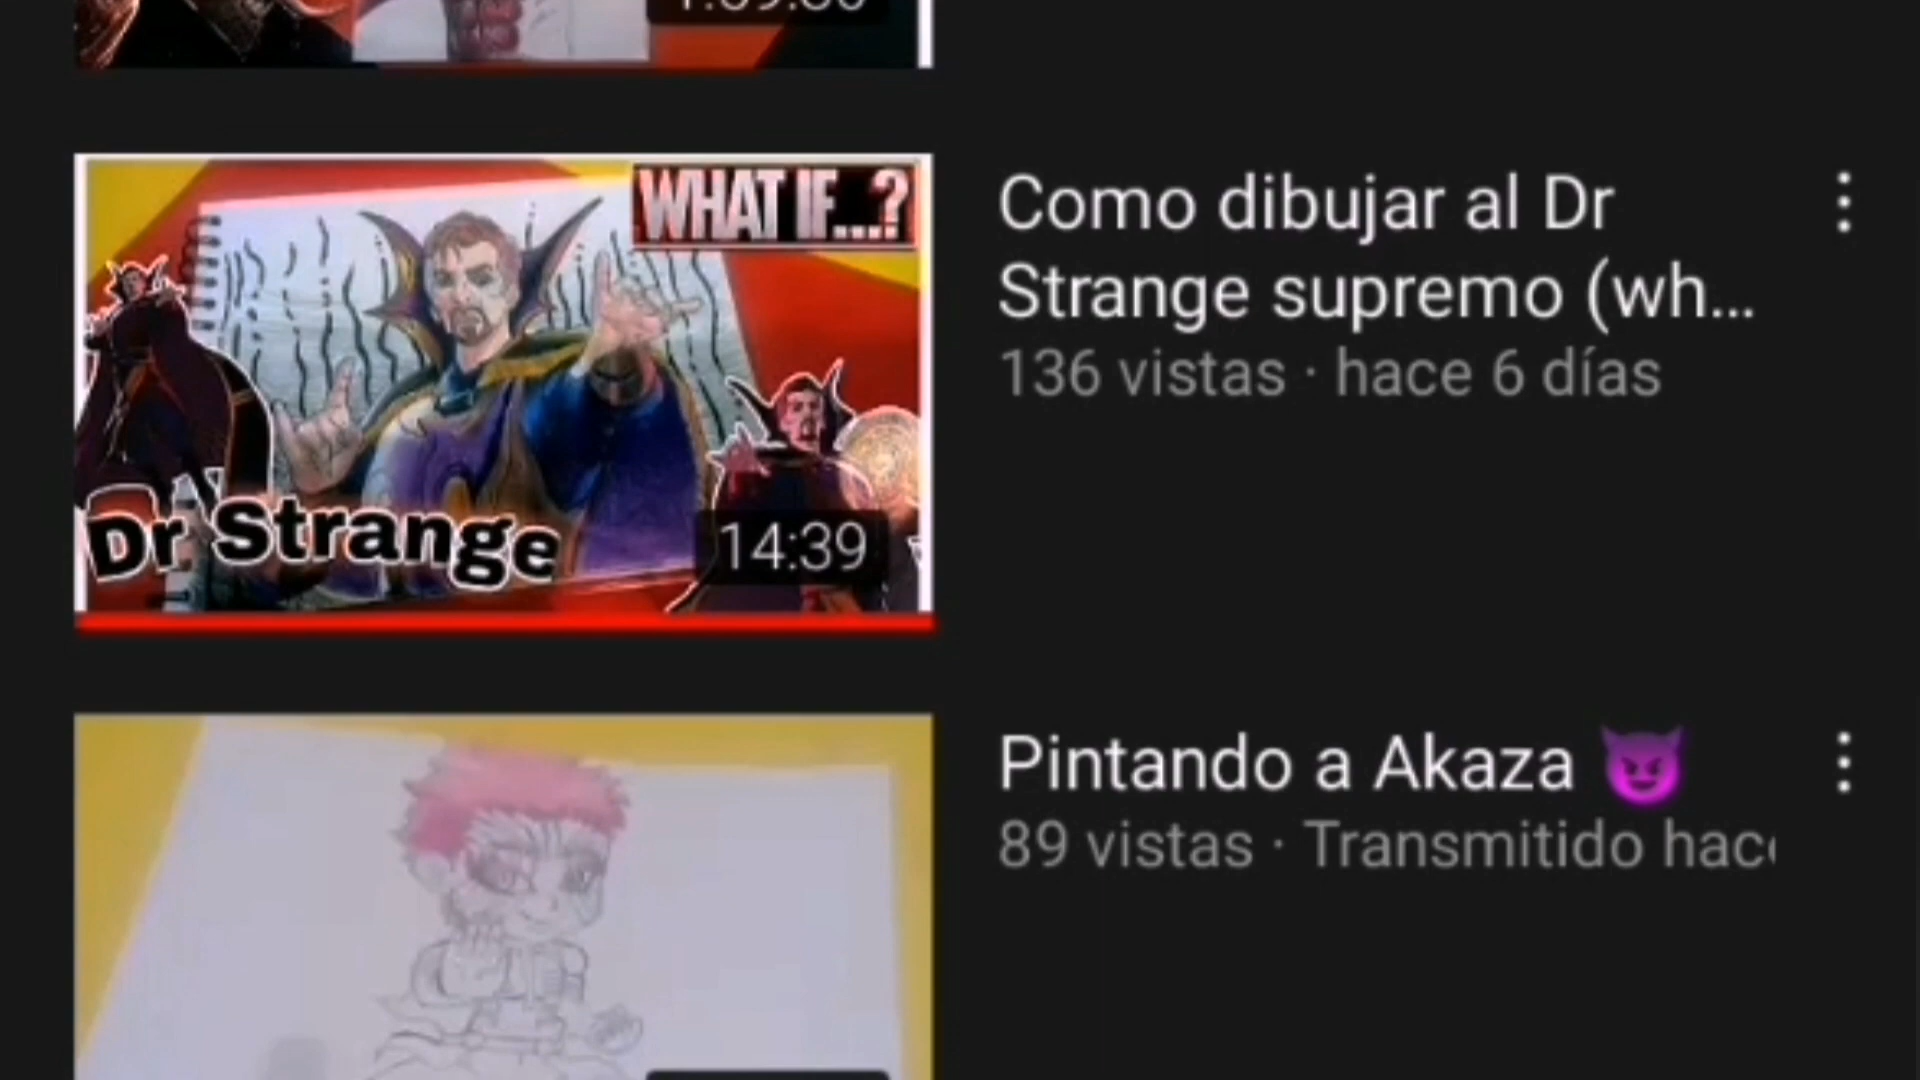 WHAT IF...?
Dr Strange
14:39
Como dibujar al Dr
Strange supremo (wh...
136 vistas · hace 6 días
Pintando a Akaza 😈
89 vistas · Transmitido hace